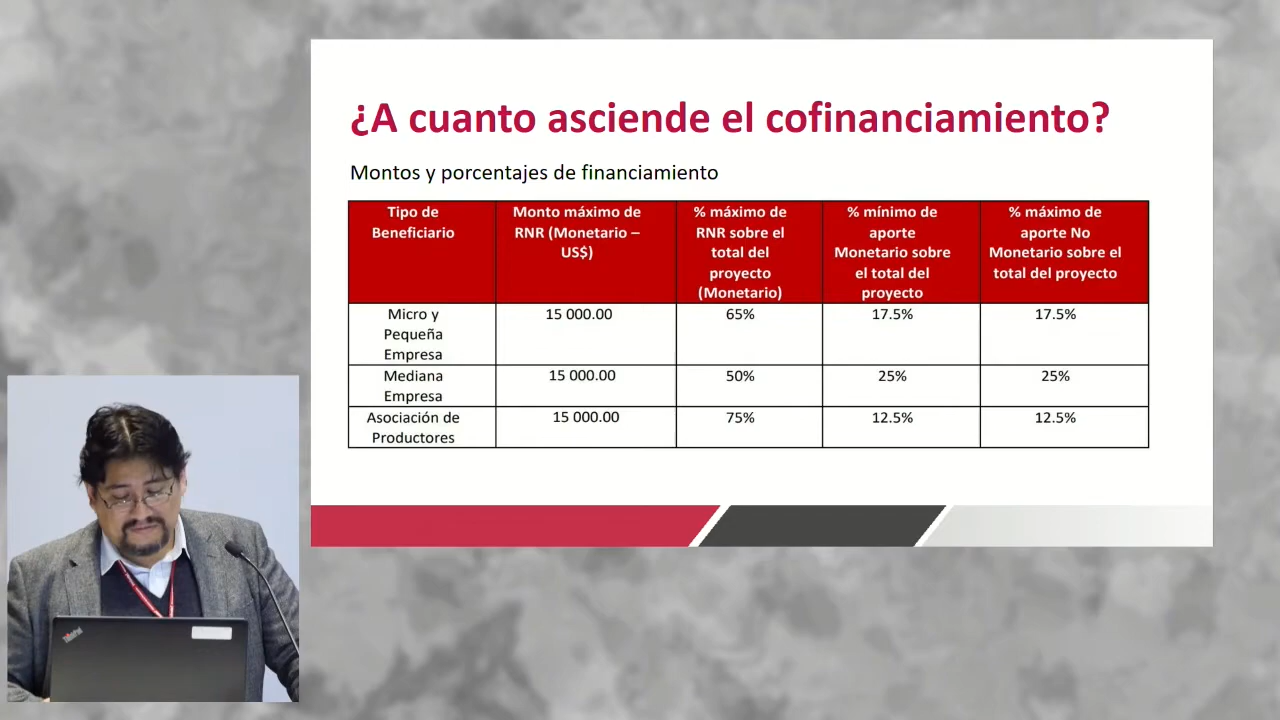 ¿A cuanto asciende el cofinanciamiento?
Montos y porcentajes de financiamiento
Tipo de
Beneficiario
Monto máximo de
RNR (Monetario –
US$)
% máximo de
RNR sobre el
total del
proyecto
(Monetario)
% mínimo de
aporte
Monetario sobre
el total del
proyecto
% máximo de
aporte No
Monetario sobre el
total del proyecto
Micro y
Pequeña
Empresa
15 000.00
65%
17.5%
17.5%
Mediana
Empresa
15 000.00
50%
25%
25%
Asociación de
Productores
15 000.00
75%
12.5%
12.5%
ThinkPad